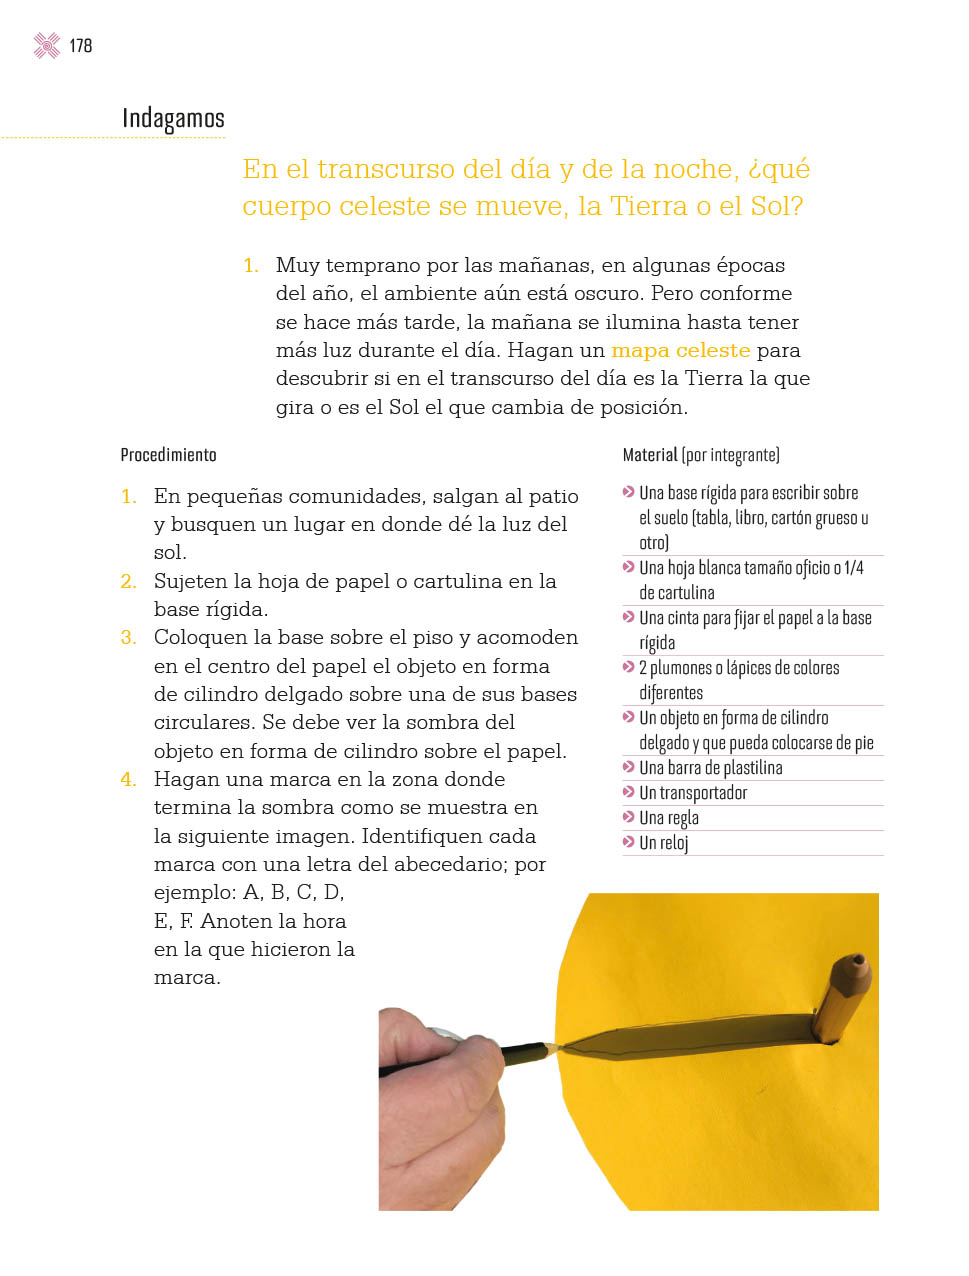 178
Indagamos
En el transcurso del día y de la noche, ¿qué
cuerpo celeste se mueve, la Tierra o el Sol?
1. Muy temprano por las mañanas, en algunas épocas
del año, el ambiente aún está oscuro. Pero conforme
se hace más tarde, la mañana se ilumina hasta tener
más luz durante el día. Hagan un mapa celeste para
descubrir si en el transcurso del día es la Tierra la que
gira o es el Sol el que cambia de posición.
Procedimiento
1. En pequeñas comunidades, salgan al patio
y busquen un lugar en donde dé la luz del
sol.
2. Sujeten la hoja de papel o cartulina en la
base rígida.
3. Coloquen la base sobre el piso y acomoden
en el centro del papel el objeto en forma
de cilindro delgado sobre una de sus bases
circulares. Se debe ver la sombra del
objeto en forma de cilindro sobre el papel.
4. Hagan una marca en la zona donde
termina la sombra como se muestra en
la siguiente imagen. Identifiquen cada
marca con una letra del abecedario; por
ejemplo: A, B, C, D,
E, F. Anoten la hora
en la que hicieron la
marca.
Material (por integrante)
Una base rígida para escribir sobre
el suelo (tabla, libro, cartón grueso u
otro)
Una hoja blanca tamaño oficio o 1/4
de cartulina
Una cinta para fijar el papel a la base
rígida
2 plumones o lápices de colores
diferentes
Un objeto en forma de cilindro
delgado y que pueda colocarse de pie
Una barra de plastilina
Un transportador
Una regla
Un reloj